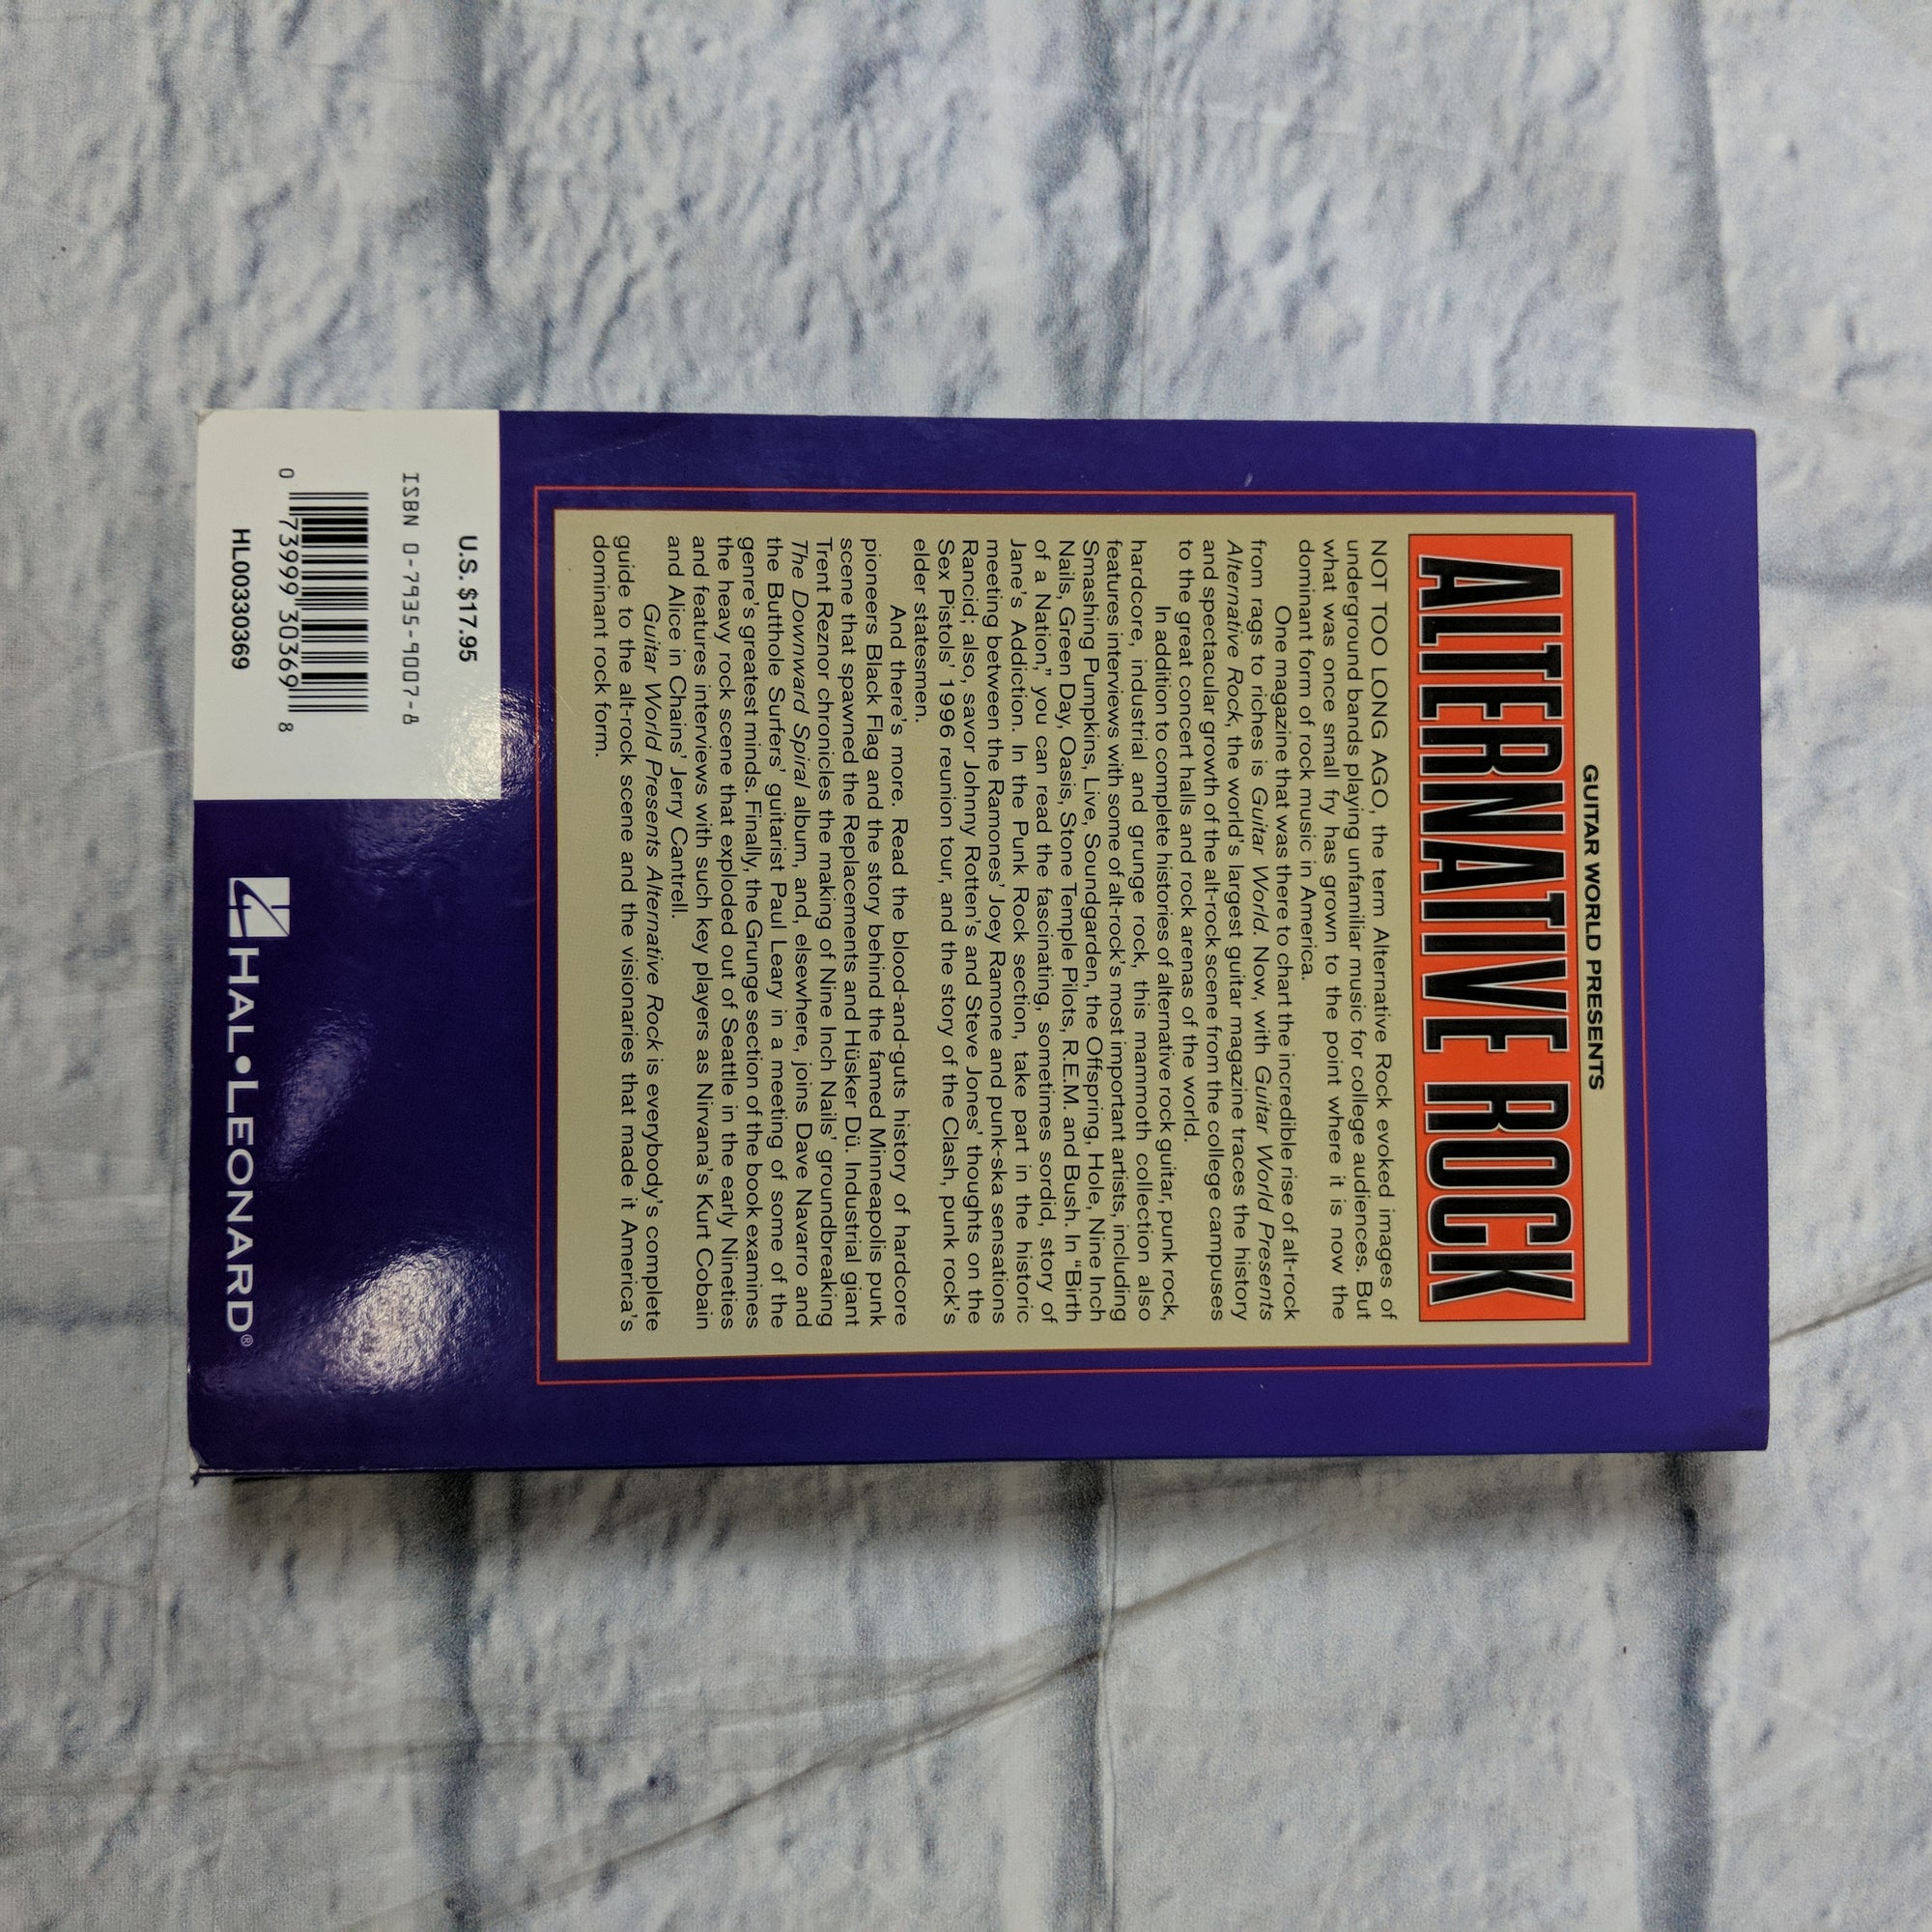 GUITAR WORLD PRESENTS
ALTERNATIVE ROCK
NOT TOO LONG AGO, the term Alternative Rock evoked images of
underground bands playing unfamiliar music for college audiences. But
what was once small fry has grown to the point where it is now the
dominant form of rock music in America.
One magazine that was there to chart the incredible rise of alt-rock
from rags to riches is Guitar World. Now, with Guitar World Presents
Alternative Rock, the world's largest guitar magazine traces the history
and spectacular growth of the alt-rock scene from the college campuses
to the great concert halls and rock arenas of the world.
In addition to complete histories of alternative rock guitar, punk rock,
hardcore, industrial and grunge rock, this mammoth collection also
features interviews with some of alt-rock's most important artists, including
Smashing Pumpkins, Live, Soundgarden, the Offspring, Hole, Nine Inch
Nails, Green Day, Oasis, Stone Temple Pilots, R.E.M. and Bush. In "Birth
of a Nation," you can read the fascinating, sometimes sordid, story of
Jane's Addiction. In the Punk Rock section, take part in the historic
meeting between the Ramones' Joey Ramone and punk-ska sensations
Rancid; also, savor Johnny Rotten's and Steve Jones' thoughts on the
Sex Pistols' 1996 reunion tour, and the story of the Clash, punk rock's
elder statesmen.
And there's more. Read the blood-and-guts history of hardcore
pioneers Black Flag and the story behind the famed Minneapolis punk
scene that spawned the Replacements and Hüsker Dü. Industrial giant
Trent Reznor chronicles the making of Nine Inch Nails' groundbreaking
The Downward Spiral album, and, elsewhere, joins Dave Navarro and
the Butthole Surfers' guitarist Paul Leary in a meeting of some of the
genre's greatest minds. Finally, the Grunge section of the book examines
the heavy rock scene that exploded out of Seattle in the early Nineties
and features interviews with such key players as Nirvana's Kurt Cobain
and Alice in Chains' Jerry Cantrell.
Guitar World Presents Alternative Rock is everybody's complete
guide to the alt-rock scene and the visionaries that made it America's
dominant rock form.
U.S. $17.95
ISBN 0-7935-9007-8
0 73999 30369 8
HL00330369
HAL•LEONARD®